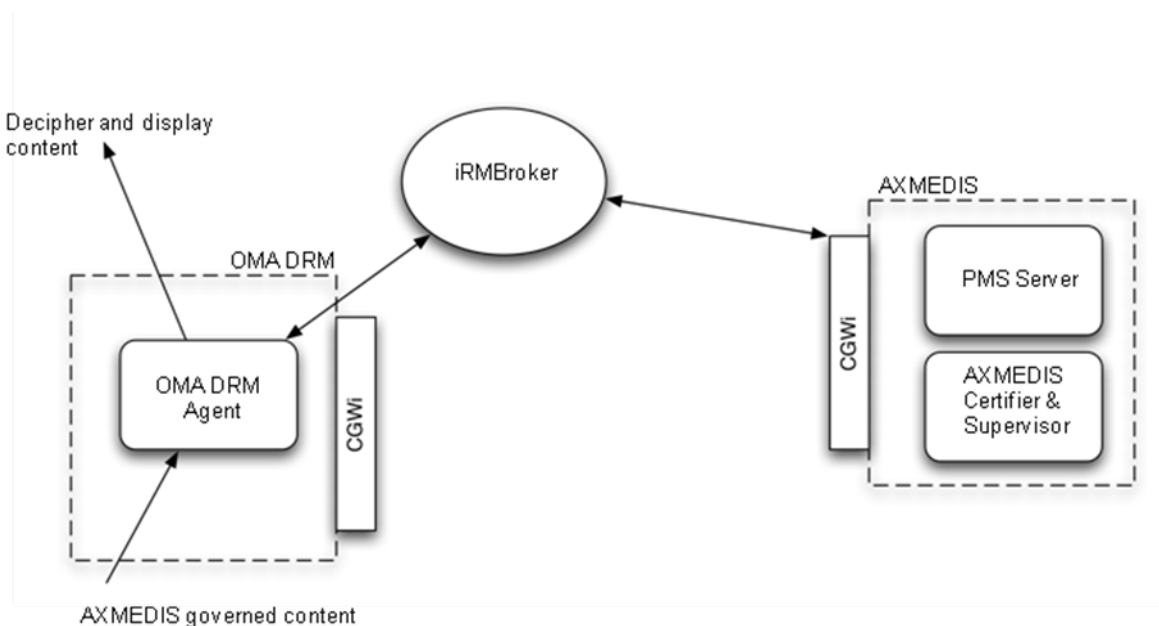 Decipher and display
content
iRMBroker
AXMEDIS
OMA DRM
PMS Server
CGWi
OMA DRM
Agent
CGWi
AXMEDIS
Certifier &
Supervisor
AXMEDIS governed content